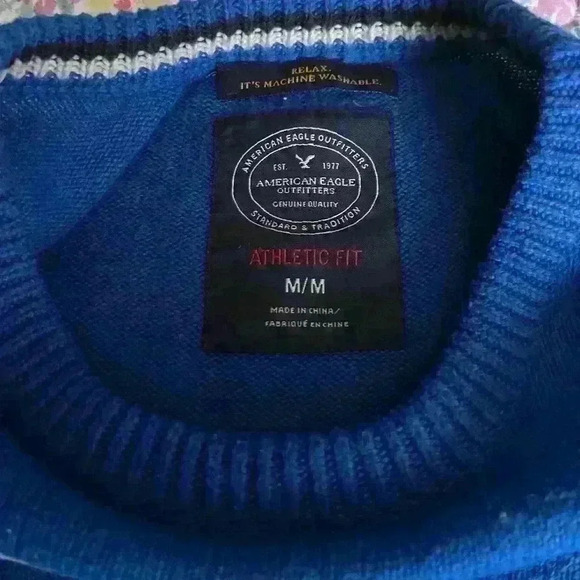 RELAX.
IT'S MACHINE WASHABLE.
AMERICAN EAGLE OUTFITTERS
EST. 1977
AMERICAN EAGLE
OUTFITTERS
GENUINE QUALITY
STANDARD & TRADITION
ATHLETIC FIT
M/M
MADE IN CHINA/
FABRIQUÉ EN CHINE